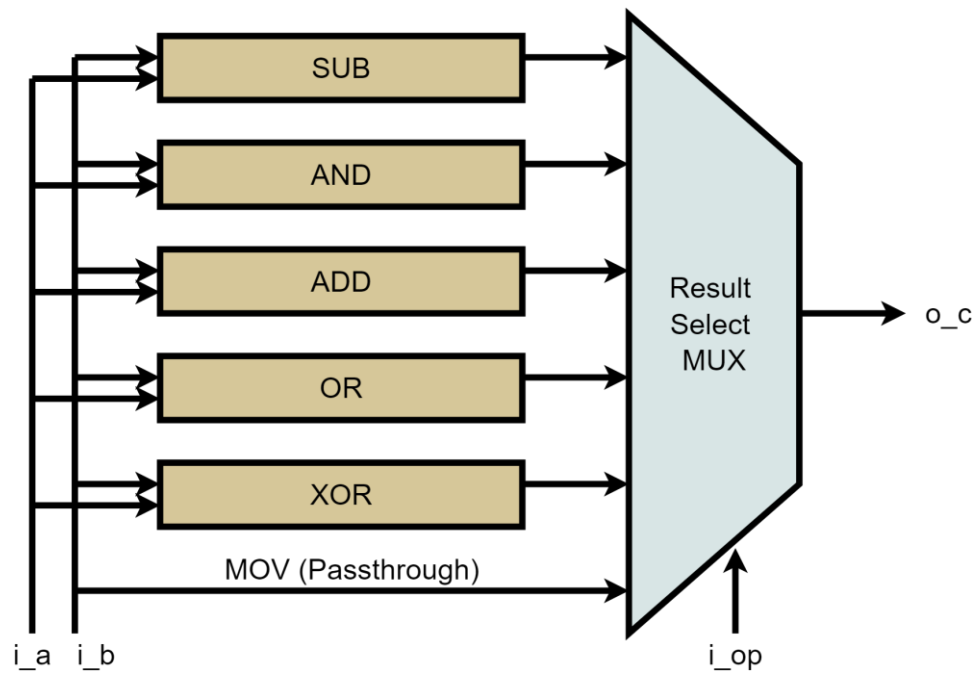 SUB
AND
ADD
OR
XOR
MOV (Passthrough)
Result
Select
MUX
o_c
i_a
i_b
i_op